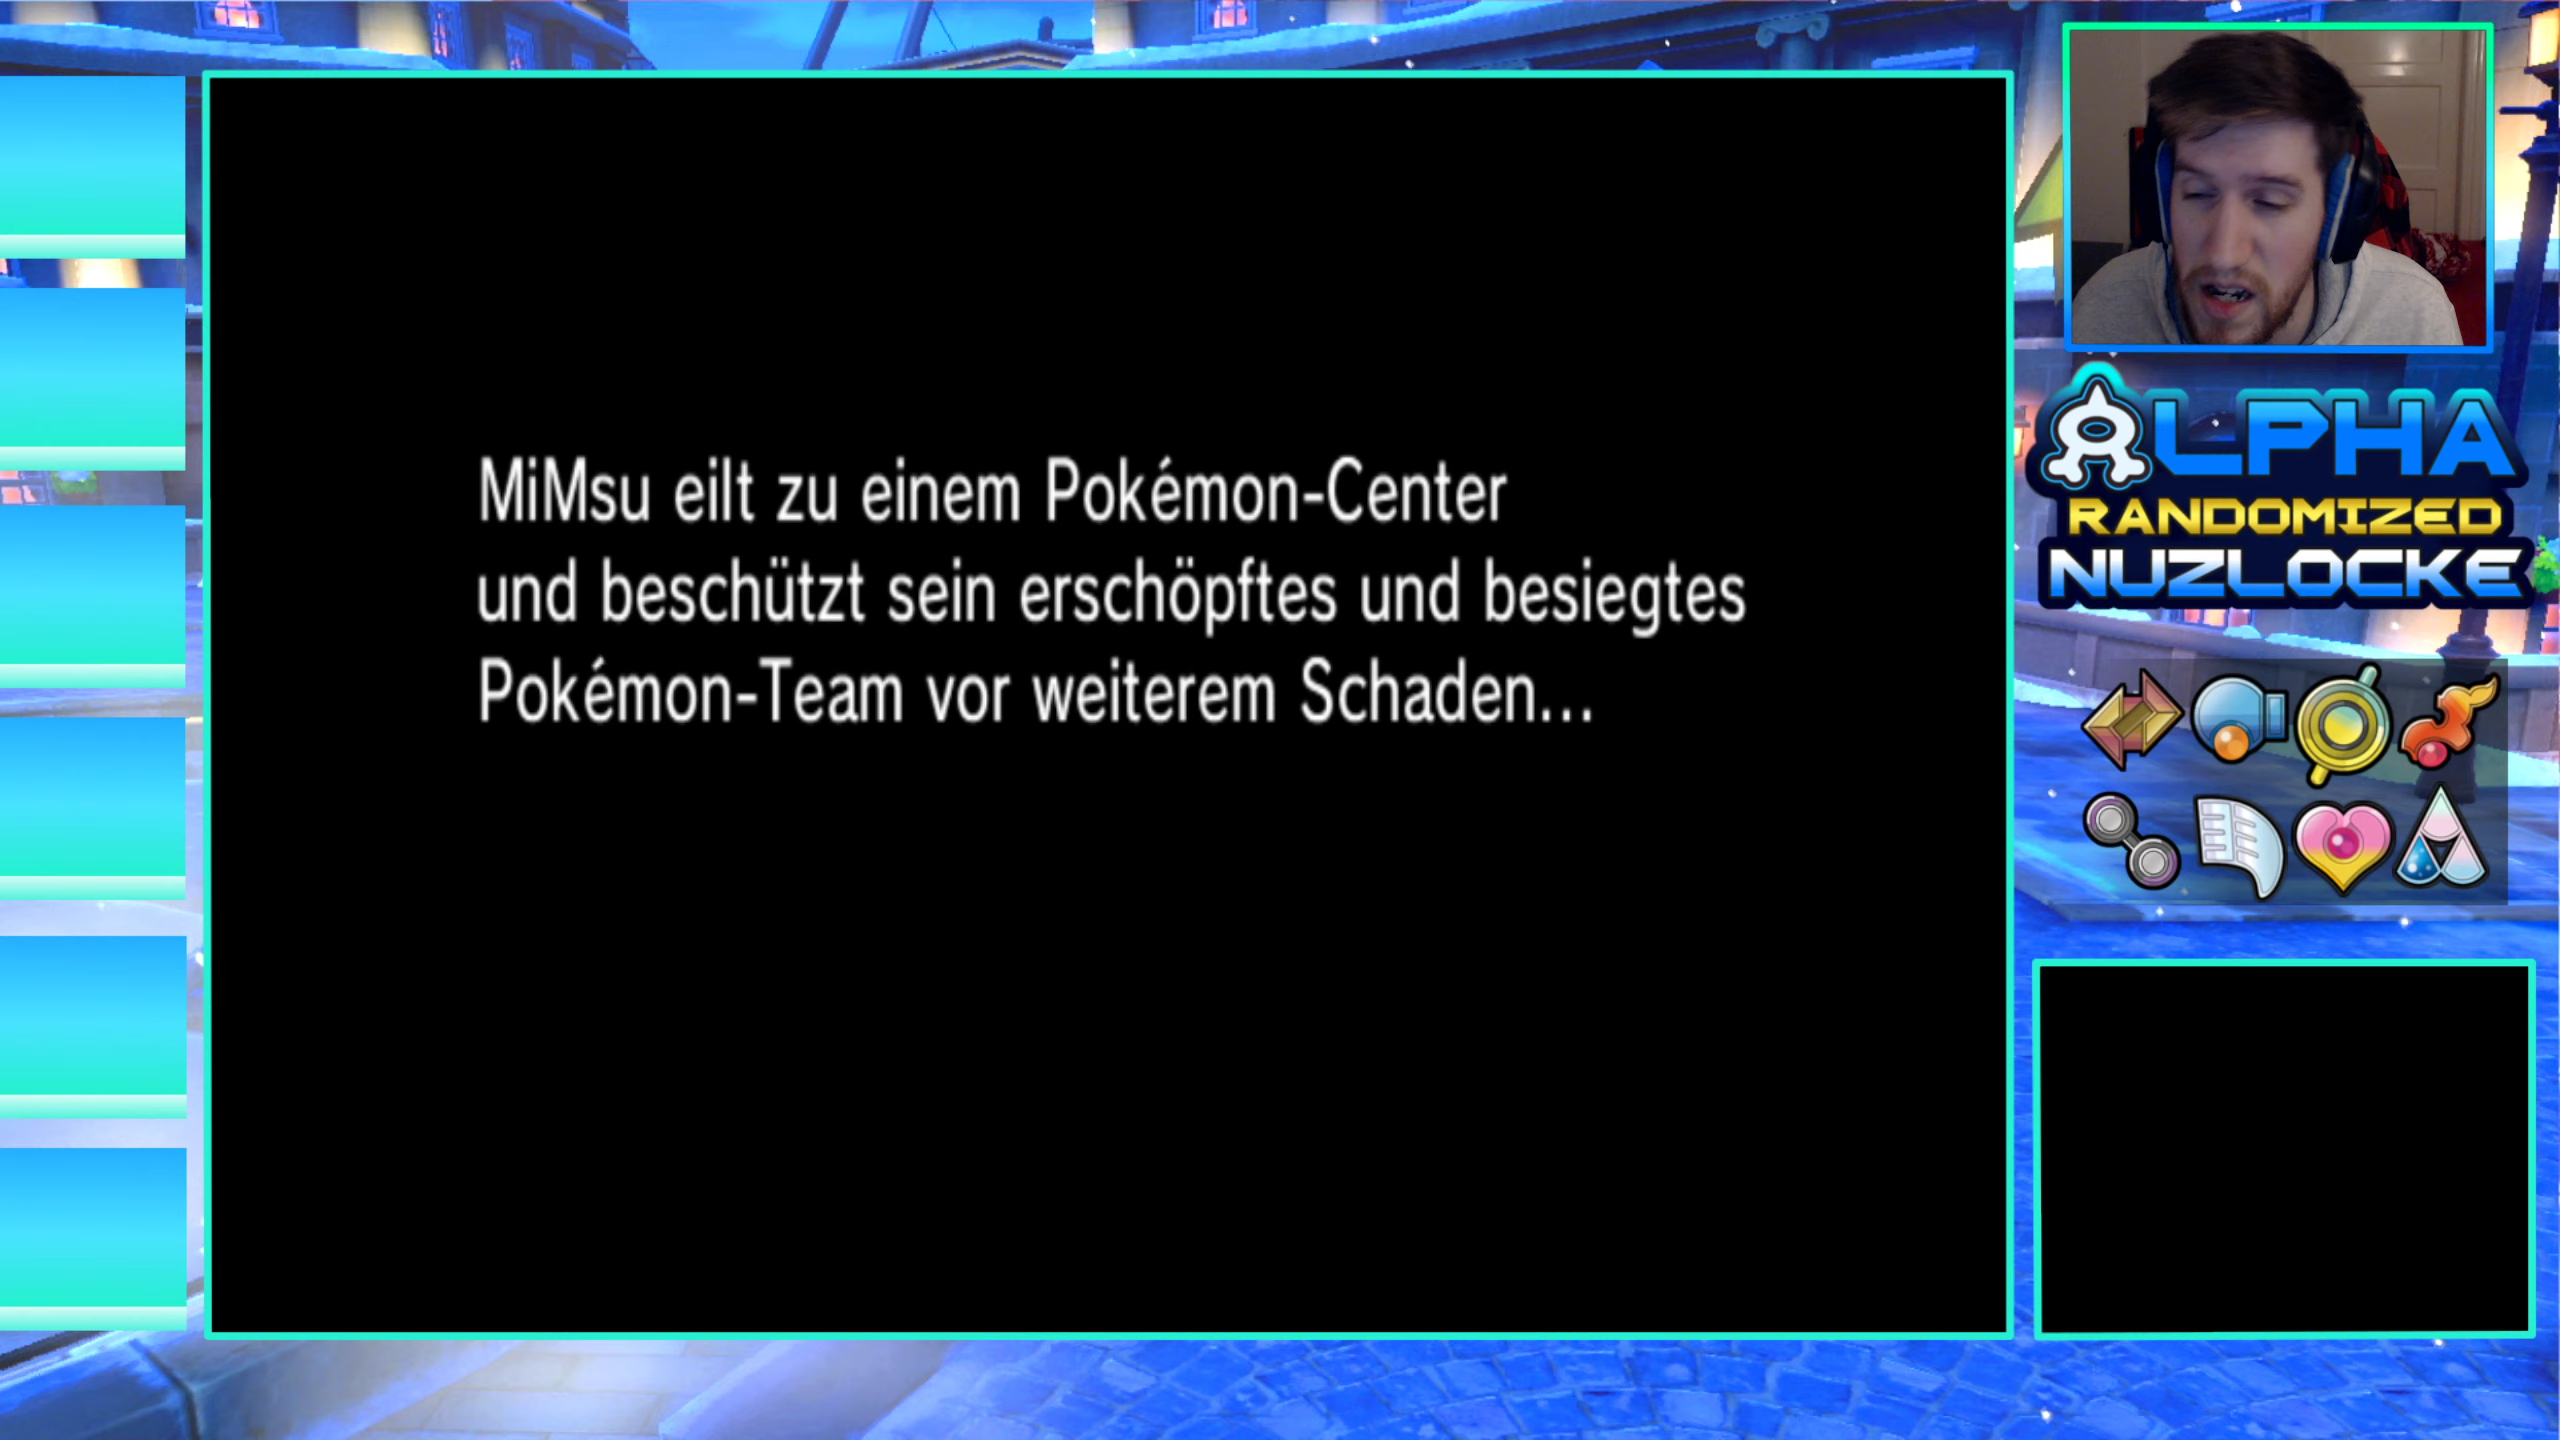 MiMsu eilt zu einem Pokémon-Center
und beschützt sein erschöpftes und besiegtes
Pokémon-Team vor weiterem Schaden...
ALPHA
RANDOMIZED
NUZLOCKE